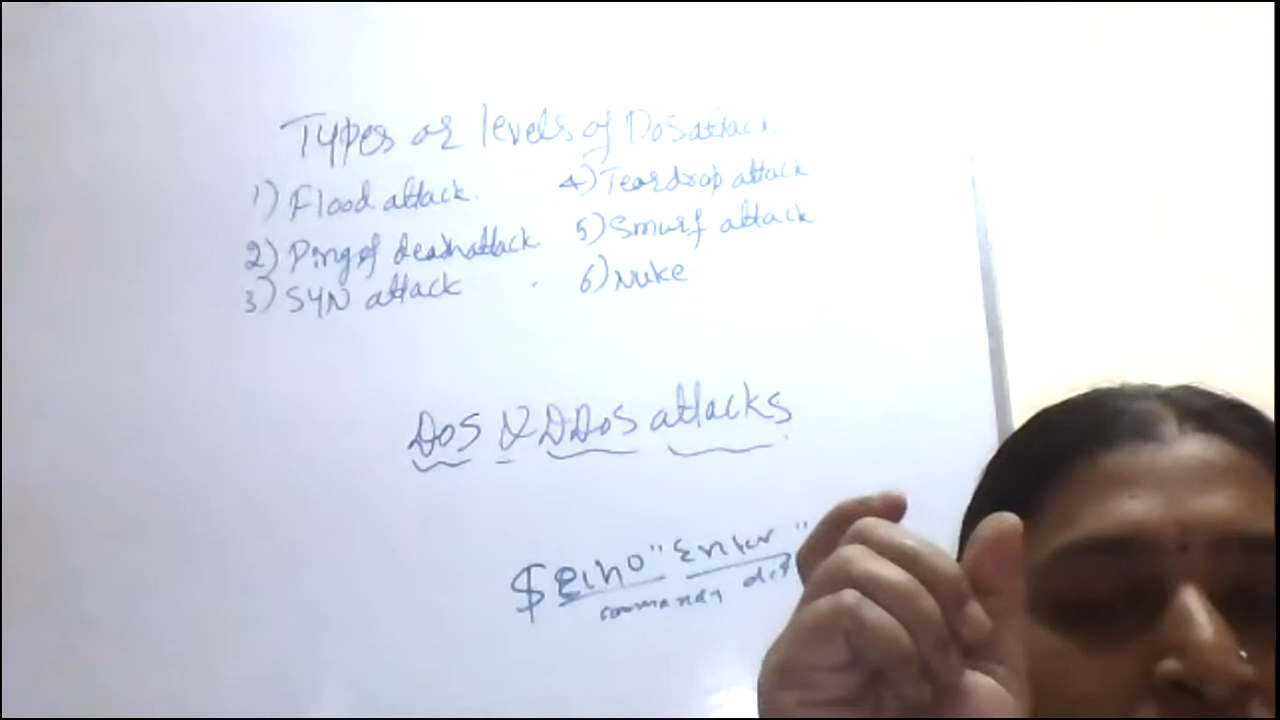 Types or levels of DoS attack
1) Flood attack.
2) Ping of death attack.
3) SYN attack
4) Teardrop attack
5) Smurf attack
6) Nuke
DoS & DDoS attacks
$ echo "Enter"